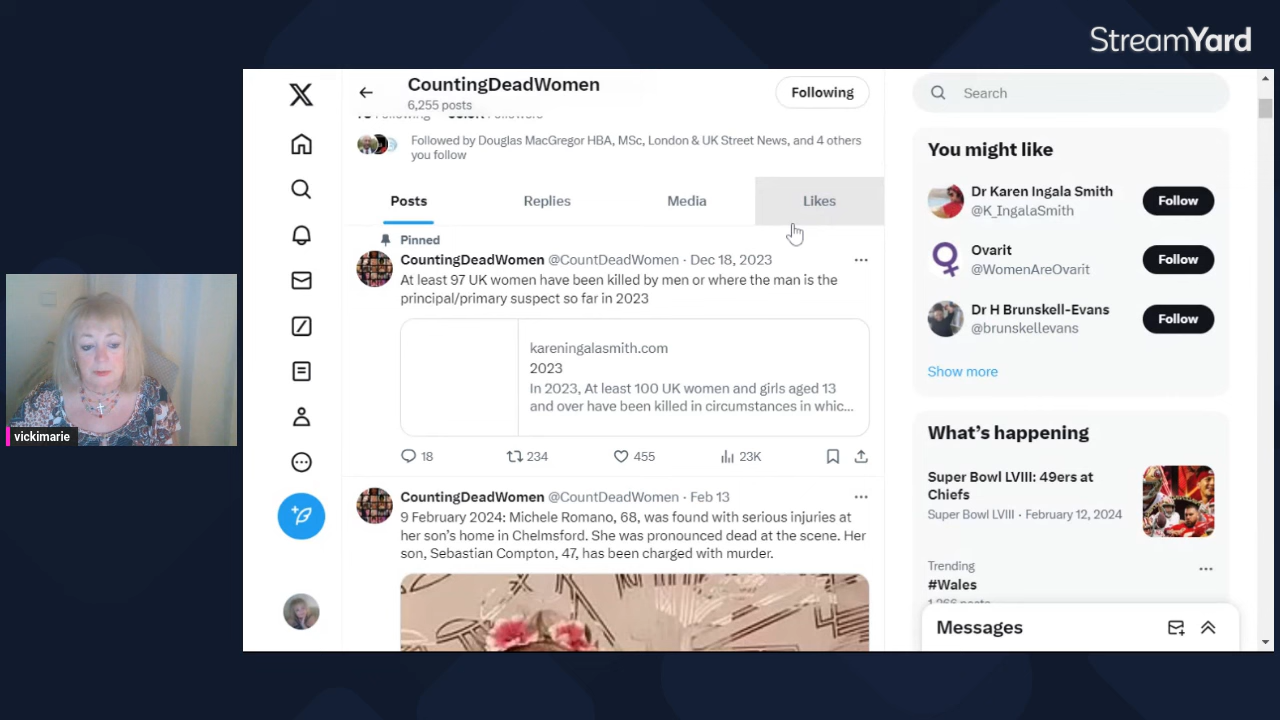 StreamYard
CountingDeadWomen
6,255 posts
Following
Followed by Douglas MacGregor HBA, MSc, London & UK Street News, and 4 others
you follow
Posts
Replies
Media
Likes
Pinned
CountingDeadWomen @CountDeadWomen · Dec 18, 2023
At least 97 UK women have been killed by men or where the man is the
principal/primary suspect so far in 2023
kareningalasmith.com
2023
In 2023, At least 100 UK women and girls aged 13
and over have been killed in circumstances in whic...
18
234
455
23K
CountingDeadWomen @CountDeadWomen · Feb 13
9 February 2024: Michele Romano, 68, was found with serious injuries at
her son's home in Chelmsford. She was pronounced dead at the scene. Her
son, Sebastian Compton, 47, has been charged with murder.
Search
You might like
Dr Karen Ingala Smith
@K_IngalaSmith
Follow
Ovarit
@WomenAreOvarit
Follow
Dr H Brunskell-Evans
@brunskellevans
Follow
Show more
What's happening
Super Bowl LVIII: 49ers at
Chiefs
Super Bowl LVIII · February 12, 2024
Trending
#Wales
Messages
vickimarie